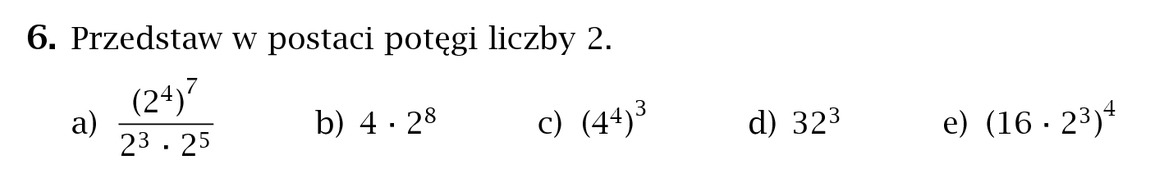 6. Przedstaw w postaci potęgi liczby 2.
a) (2⁴)⁷ / 2³ · 2⁵ b) 4 · 2⁸ c) (4⁴)³ d) 32³ e) (16 · 2³)⁴